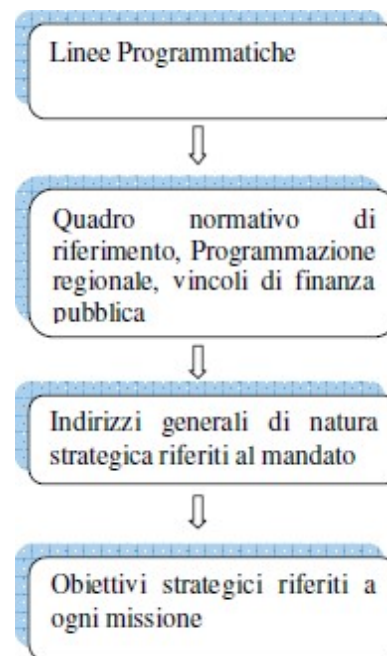 Linee Programmatiche
Quadro normativo di
riferimento, Programmazione
regionale, vincoli di finanza
pubblica
Indirizzi generali di natura
strategica riferiti al mandato
Obiettivi strategici riferiti a
ogni missione